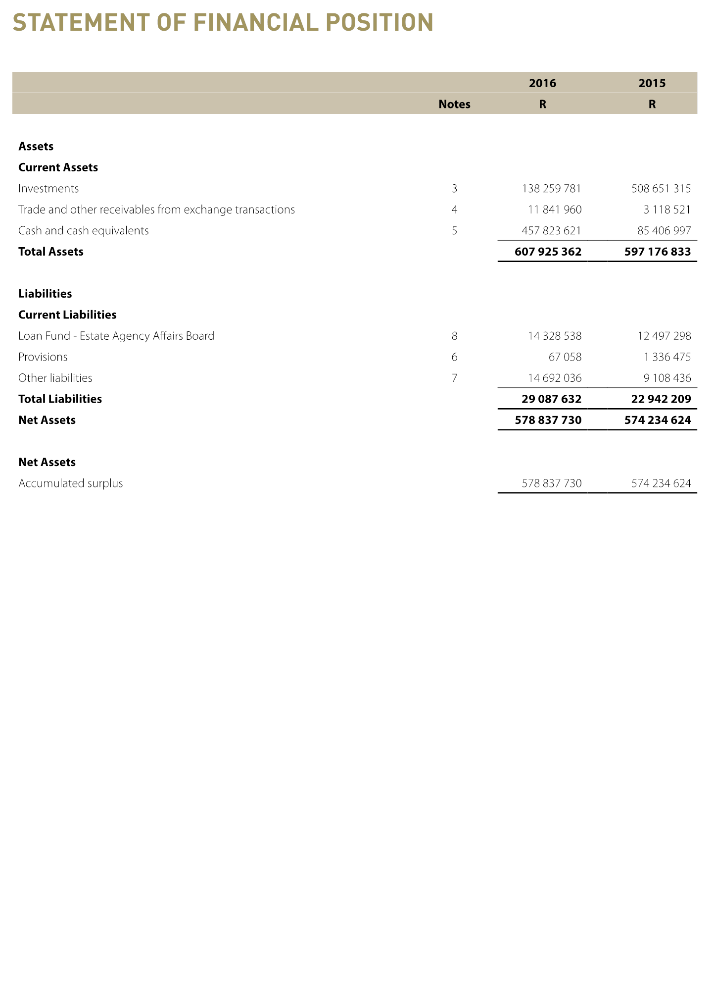 STATEMENT OF FINANCIAL POSITION
2016 2015
Notes R R
Assets
Current Assets
Investments 3 138 259 781 508 651 315
Trade and other receivables from exchange transactions 4 11 841 960 3 118 521
Cash and cash equivalents 5 457 823 621 85 406 997
Total Assets 607 925 362 597 176 833
Liabilities
Current Liabilities
Loan Fund - Estate Agency Affairs Board 8 14 328 538 12 497 298
Provisions 6 67 058 1 336 475
Other liabilities 7 14 692 036 9 108 436
Total Liabilities 29 087 632 22 942 209
Net Assets 578 837 730 574 234 624
Net Assets
Accumulated surplus 578 837 730 574 234 624